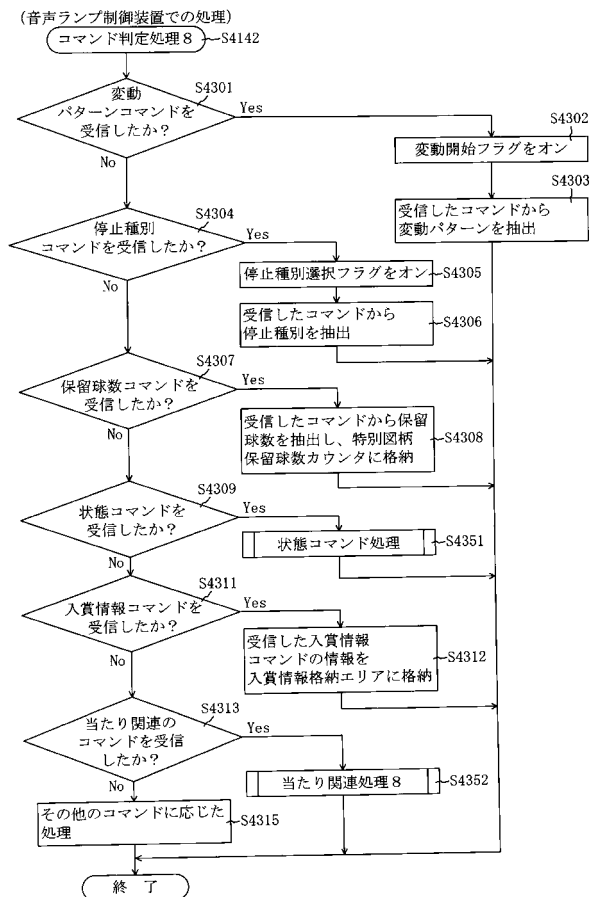 (音声ランプ制御装置での処理)
コマンド判定処理8
S4142
S4301
変動
パターンコマンドを
受信したか?
Yes
No
S4302
変動開始フラグをオン
S4303
受信したコマンドから
変動パターンを抽出
S4304
停止種別
コマンドを受信したか?
Yes
No
停止種別選択フラグをオン
S4305
受信したコマンドから
停止種別を抽出
S4306
S4307
保留球数コマンドを
受信したか?
Yes
No
受信したコマンドから保留
球数を抽出し、特別図柄
保留球数カウンタに格納
S4308
S4309
状態コマンドを
受信したか?
Yes
No
状態コマンド処理
S4351
S4311
入賞情報コマンドを
受信したか?
Yes
No
受信した入賞情報
コマンドの情報を
入賞情報格納エリアに格納
S4312
S4313
当たり関連の
コマンドを受信
したか?
Yes
No
当たり関連処理8
S4352
その他のコマンドに応じた
処理
S4315
終 了